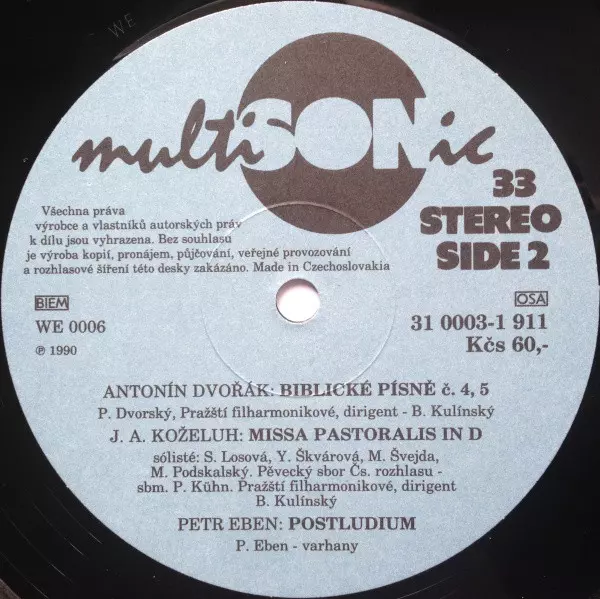 WE
multiSONic
33
STEREO
SIDE 2
Všechna práva
výrobce a vlastníků autorských práv
k dílu jsou vyhrazena. Bez souhlasu
je výroba kopií, pronájem, půjčování, veřejné provozování
a rozhlasové šíření této desky zakázáno. Made in Czechoslovakia
BIEM
OSA
WE 0006
31 0003-1 911
℗ 1990
Kčs 60,-
ANTONÍN DVOŘÁK: BIBLICKÉ PÍSNĚ č. 4, 5
P. Dvorský, Pražští filharmonikové, dirigent - B. Kulínský
J. A. KOŽELUH: MISSA PASTORALIS IN D
sólisté: S. Losová, Y. Škvárová, M. Švejda,
M. Podskalský. Pěvecký sbor Čs. rozhlasu -
sbm. P. Kühn. Pražští filharmonikové, dirigent
B. Kulínský
PETR EBEN: POSTLUDIUM
P. Eben - varhany